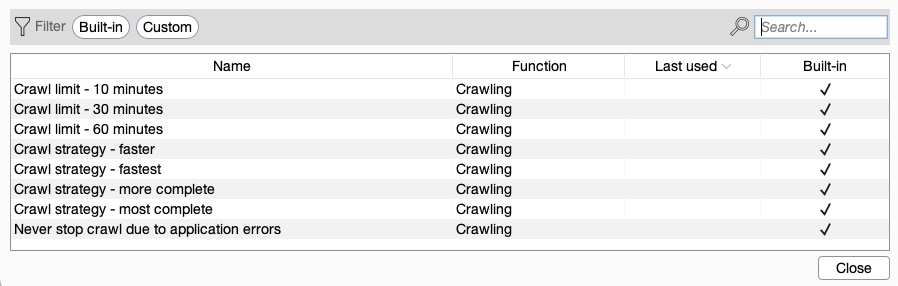 Filter Built-in Custom Search...
Name Function Last used Built-in
Crawl limit - 10 minutes Crawling ✓
Crawl limit - 30 minutes Crawling ✓
Crawl limit - 60 minutes Crawling ✓
Crawl strategy - faster Crawling ✓
Crawl strategy - fastest Crawling ✓
Crawl strategy - more complete Crawling ✓
Crawl strategy - most complete Crawling ✓
Never stop crawl due to application errors Crawling ✓
Close